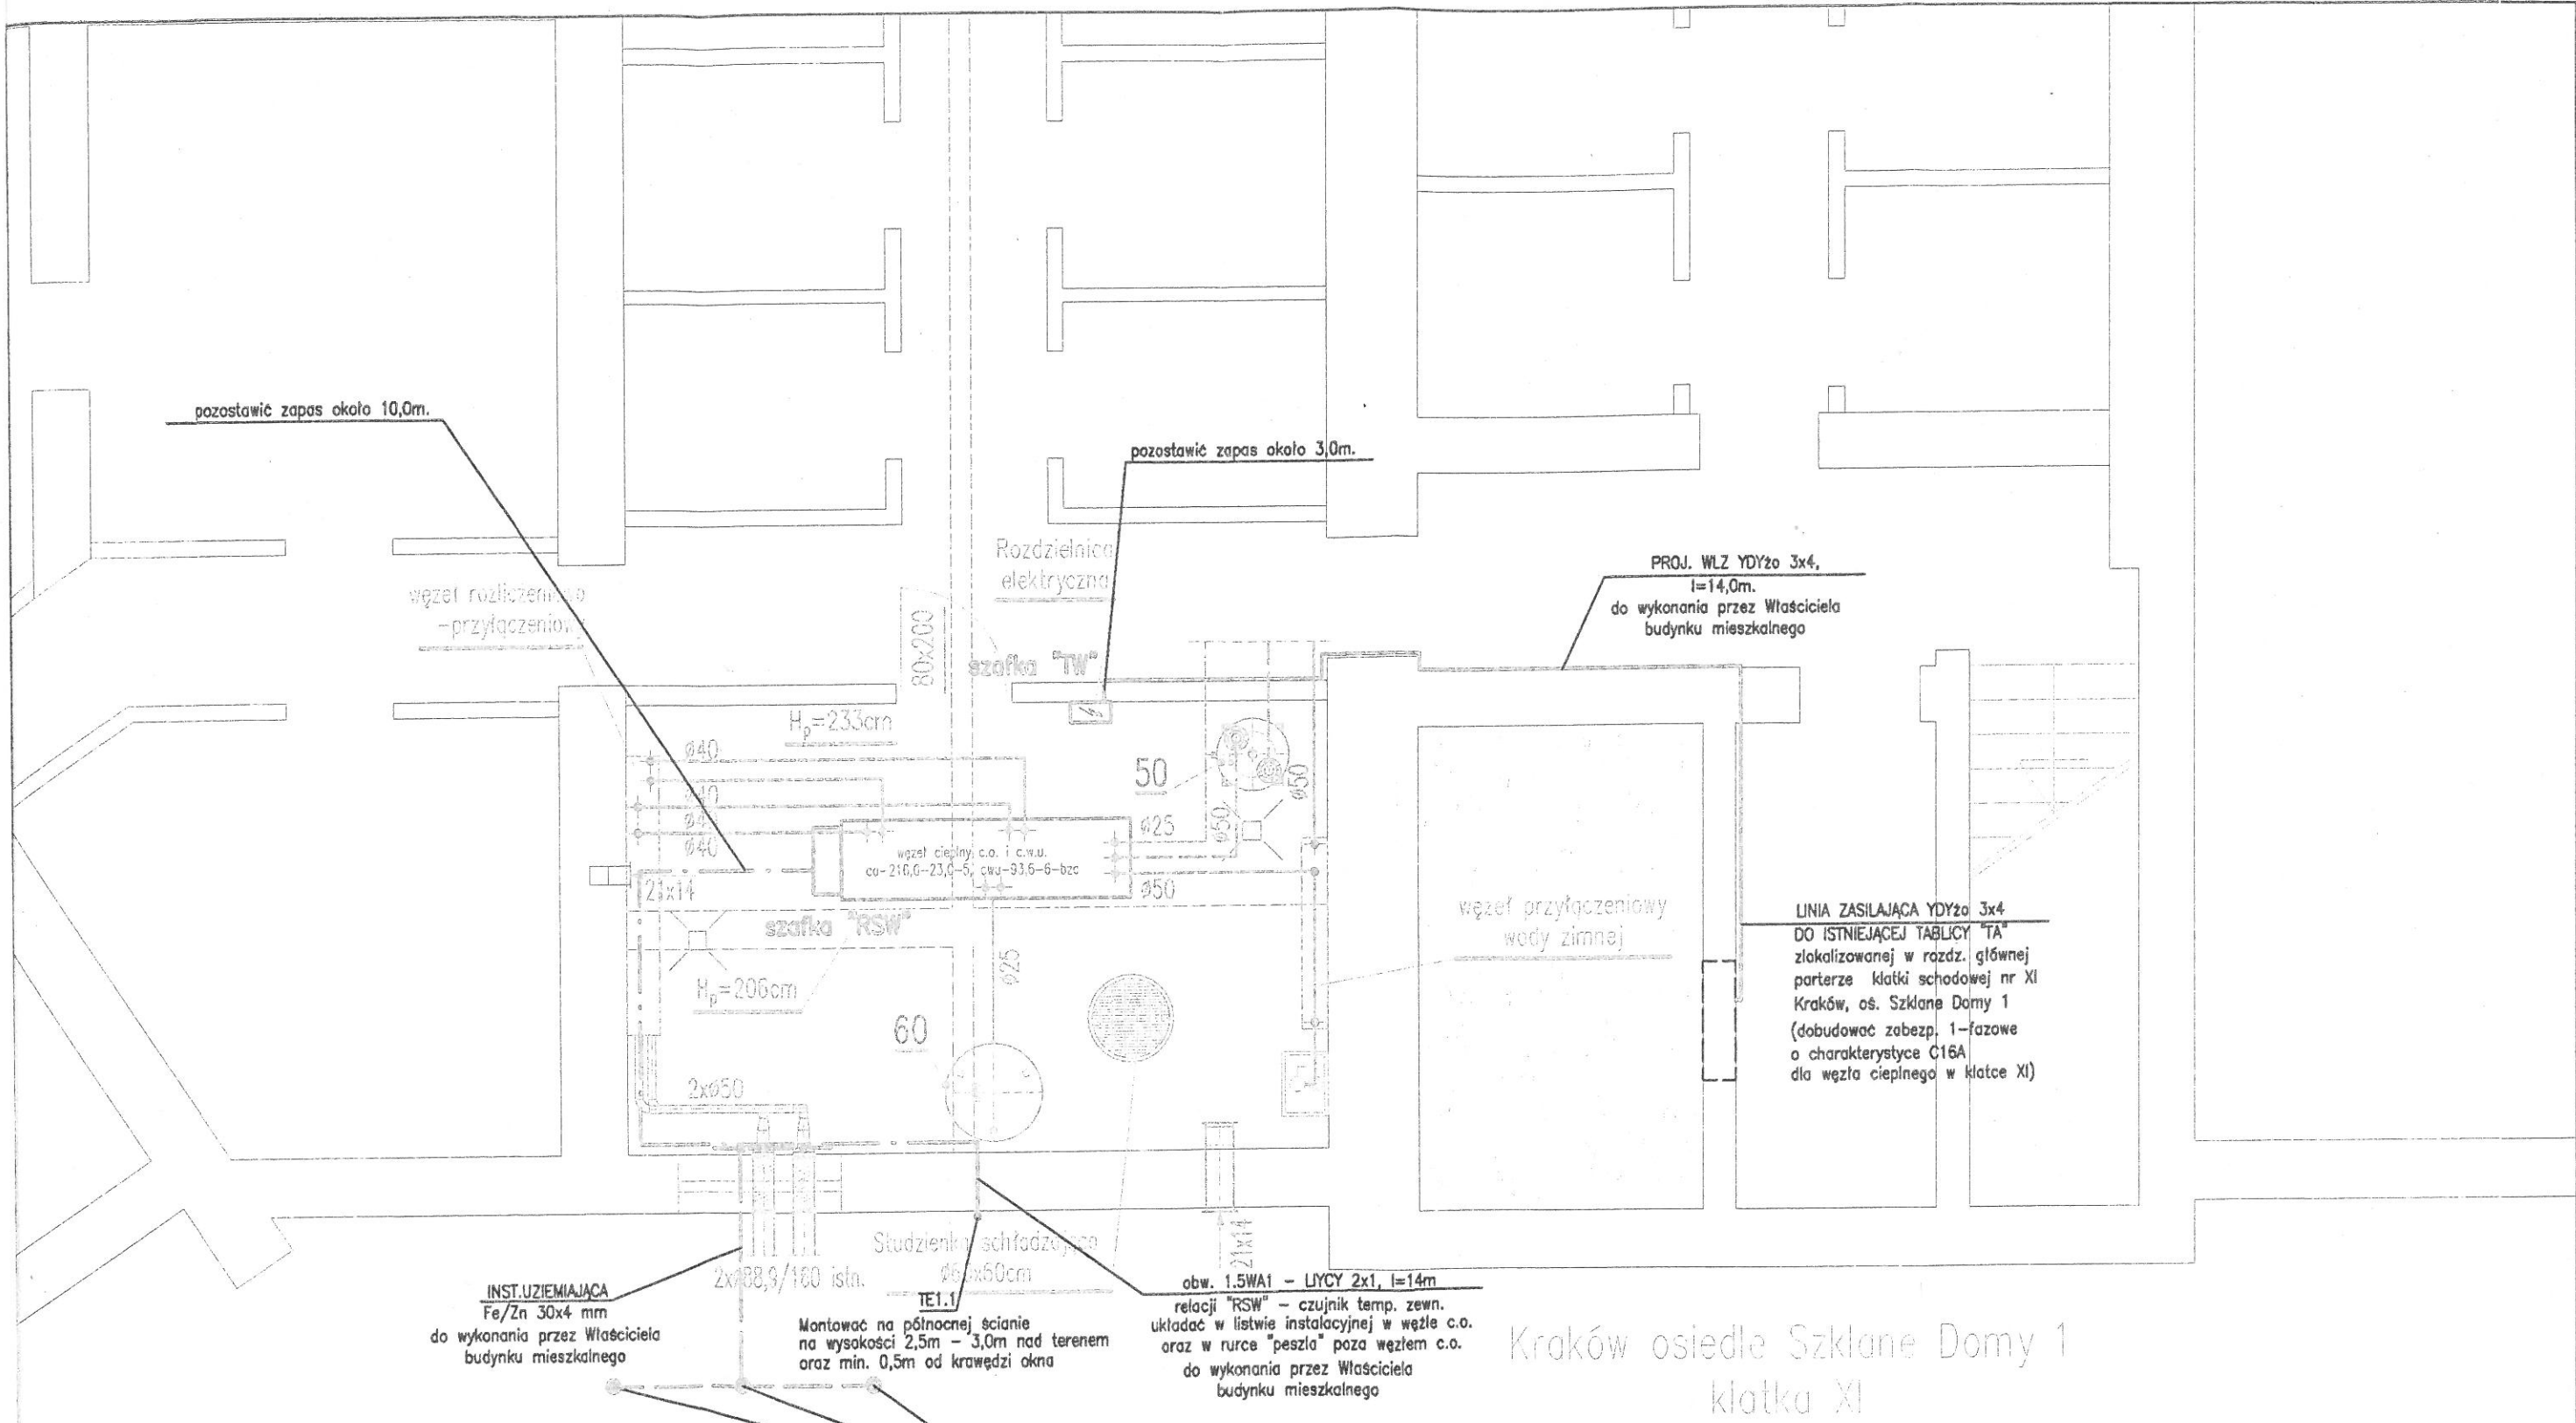 pozostawić zapas około 10,0m.
pozostawić zapas około 3,0m.
Rozdzielnica
elektryczna
PROJ. WLZ YDYżo 3x4,
l=14,0m.
do wykonania przez Właściciela
budynku mieszkalnego
węzeł rozliczeniowo
-przyłączeniowy
80x200
szafka "TW"
Hp=233cm
ø40
ø40
ø40
ø40
50
ø50
ø50
ø25
węzeł cieplny c.o. i c.w.u.
21x14
ø50
szafka "RSW"
węzeł przyłączeniowy
wody zimnej
LINIA ZASILAJĄCA YDYżo 3x4
DO ISTNIEJĄCEJ TABLICY "TA"
zlokalizowanej w rozdz. głównej
parterze klatki schodowej nr XI
Kraków, oś. Szklane Domy 1
(dobudować zabezp. 1-fazowe
o charakterystyce C16A
dla węzła cieplnego w klatce XI)
ø25
Hp=206cm
60
2xø50
Studzienka schładzająca
21x14
INST.UZIEMIAJĄCA
Fe/Zn 30x4 mm
do wykonania przez Właściciela
budynku mieszkalnego
TE1.1
Montować na północnej ścianie
na wysokości 2,5m - 3,0m nad terenem
oraz min. 0,5m od krawędzi okna
obw. 1.5WA1 - LIYCY 2x1, l=14m
relacji "RSW" - czujnik temp. zewn.
układać w listwie instalacyjnej w węźle c.o.
oraz w rurce "peszla" poza węzłem c.o.
do wykonania przez Właściciela
budynku mieszkalnego
Kraków osiedle Szklane Domy 1
klatka XI